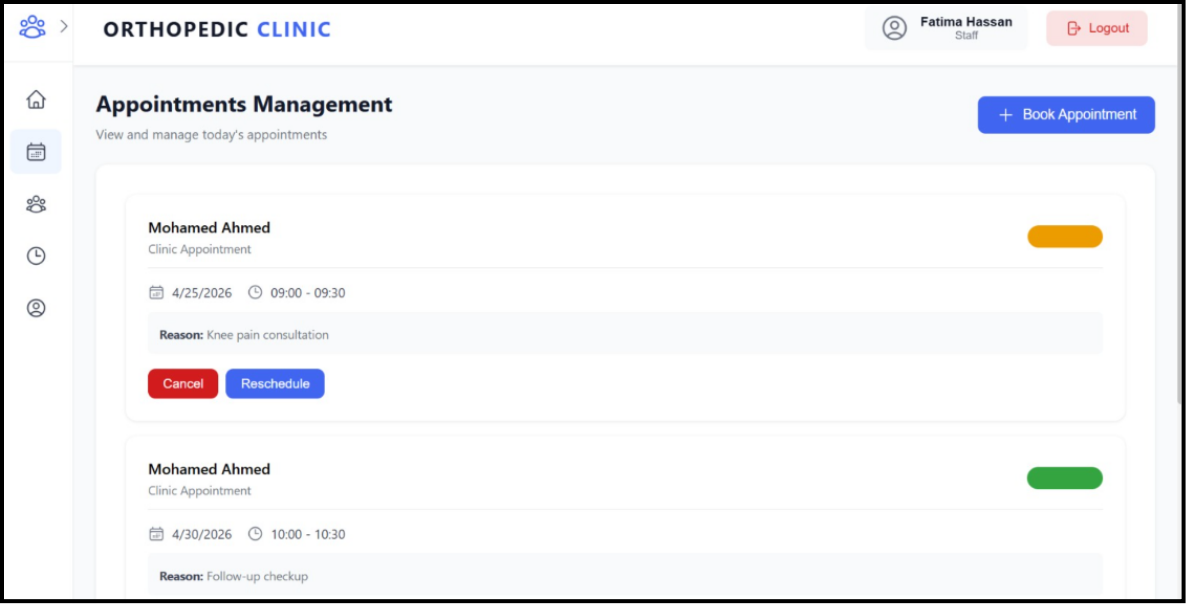 ORTHOPEDIC CLINIC
Fatima Hassan
Staff
Logout
Appointments Management
View and manage today's appointments
+ Book Appointment
Mohamed Ahmed
Clinic Appointment
4/25/2026 09:00 - 09:30
Reason: Knee pain consultation
Cancel Reschedule
Mohamed Ahmed
Clinic Appointment
4/30/2026 10:00 - 10:30
Reason: Follow-up checkup